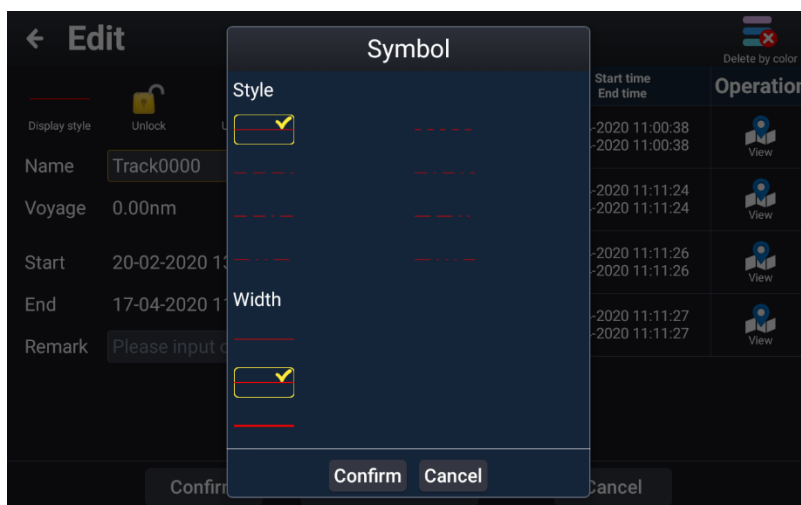 Edit
Delete by color
Symbol
Style
Width
Confirm Cancel
Display style
Unlock
Name Track0000
Voyage 0.00nm
Start 20-02-2020
End 17-04-2020
Remark Please input
Start time
End time
Operation
-2020 11:00:38
-2020 11:00:38
View
-2020 11:11:24
-2020 11:11:24
View
-2020 11:11:26
-2020 11:11:26
View
-2020 11:11:27
-2020 11:11:27
View
Cancel